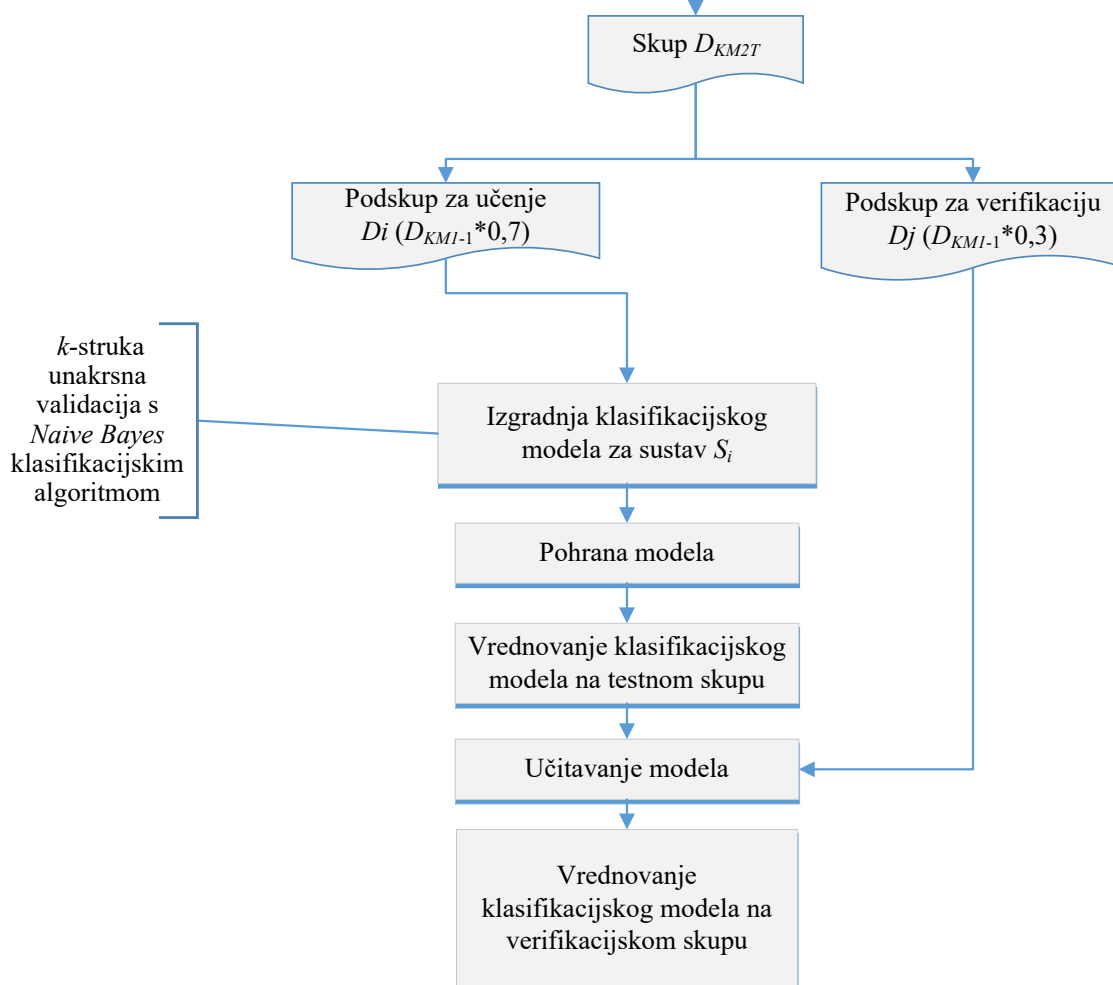 Skup D_KM2T
Podskup za učenje
Di (D_KM1-1*0,7)
Podskup za verifikaciju
Dj (D_KM1-1*0,3)
k-struka
unakrsna
validacija s
Naive Bayes
klasifikacijskim
algoritmom
Izgradnja klasifikacijskog
modela za sustav S_i
Pohrana modela
Vrednovanje klasifikacijskog
modela na testnom skupu
Učitavanje modela
Vrednovanje
klasifikacijskog modela na
verifikacijskom skupu